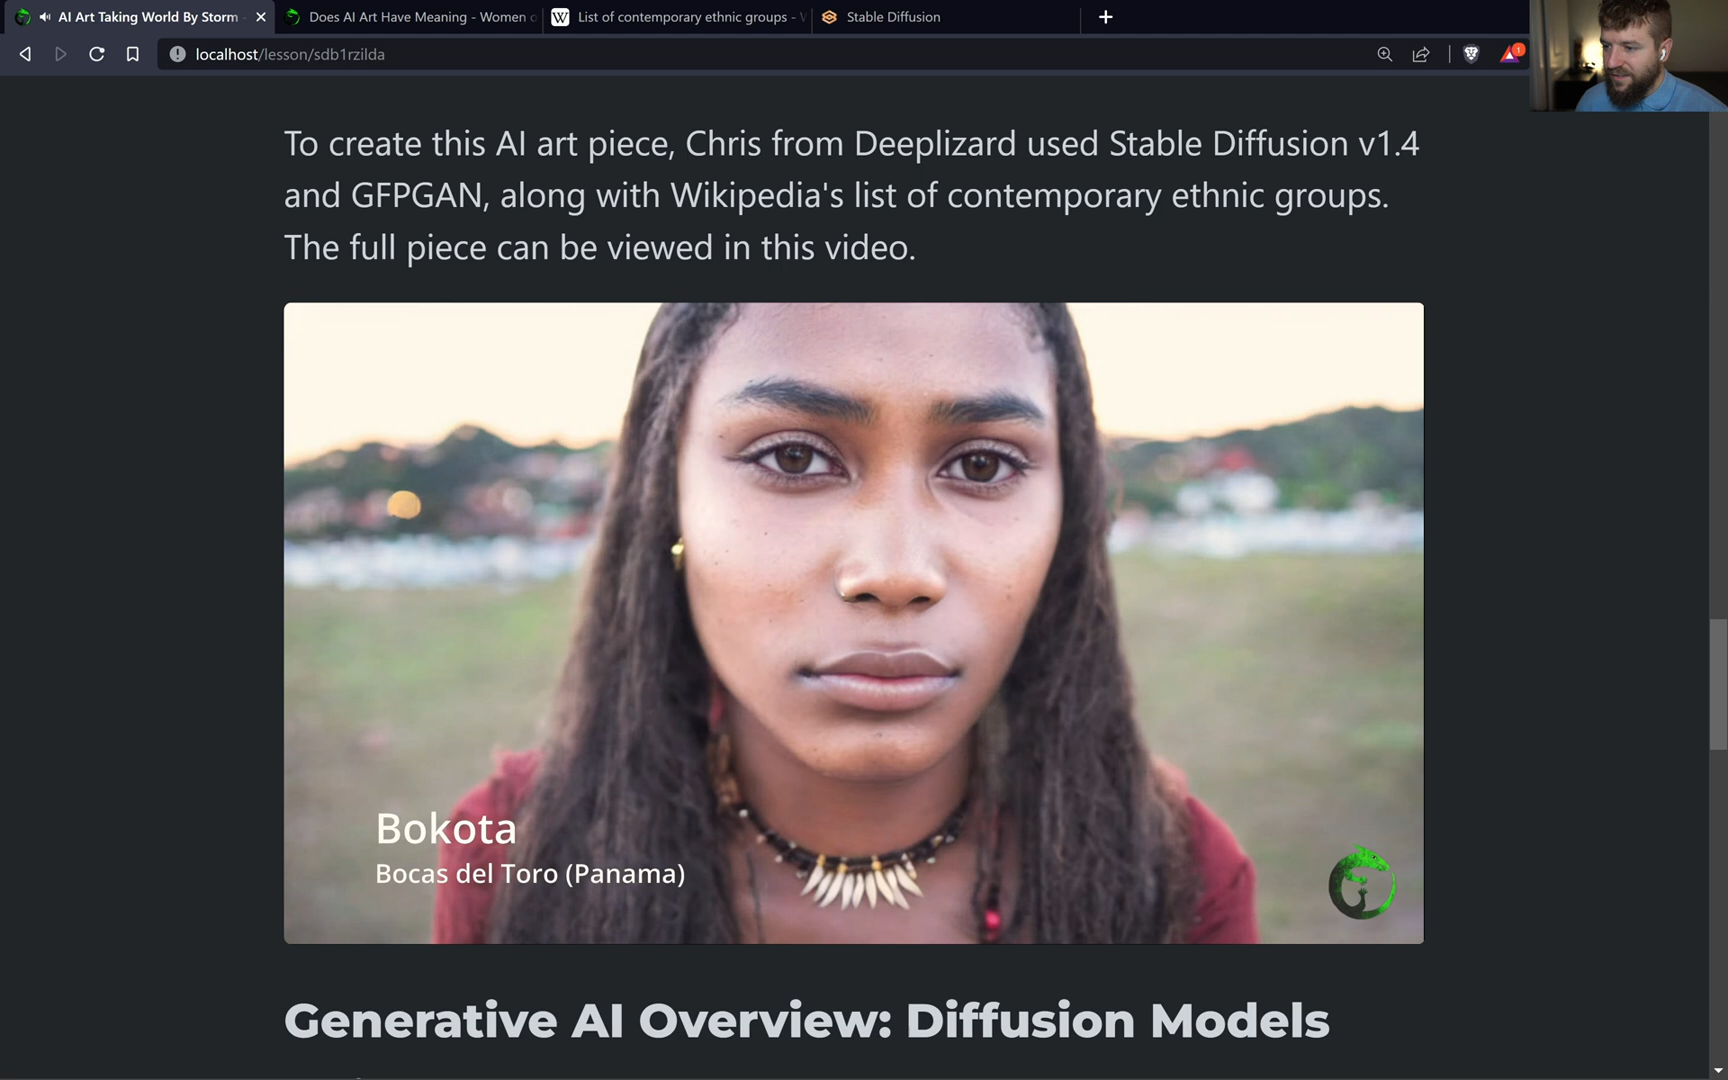 AI Art Taking World By Storm -
Does AI Art Have Meaning - Women
List of contemporary ethnic groups -
Stable Diffusion
localhost/lesson/sdb1rzilda
1
To create this AI art piece, Chris from Deeplizard used Stable Diffusion v1.4
and GFPGAN, along with Wikipedia's list of contemporary ethnic groups.
The full piece can be viewed in this video.
Bokota
Bocas del Toro (Panama)
Generative AI Overview: Diffusion Models